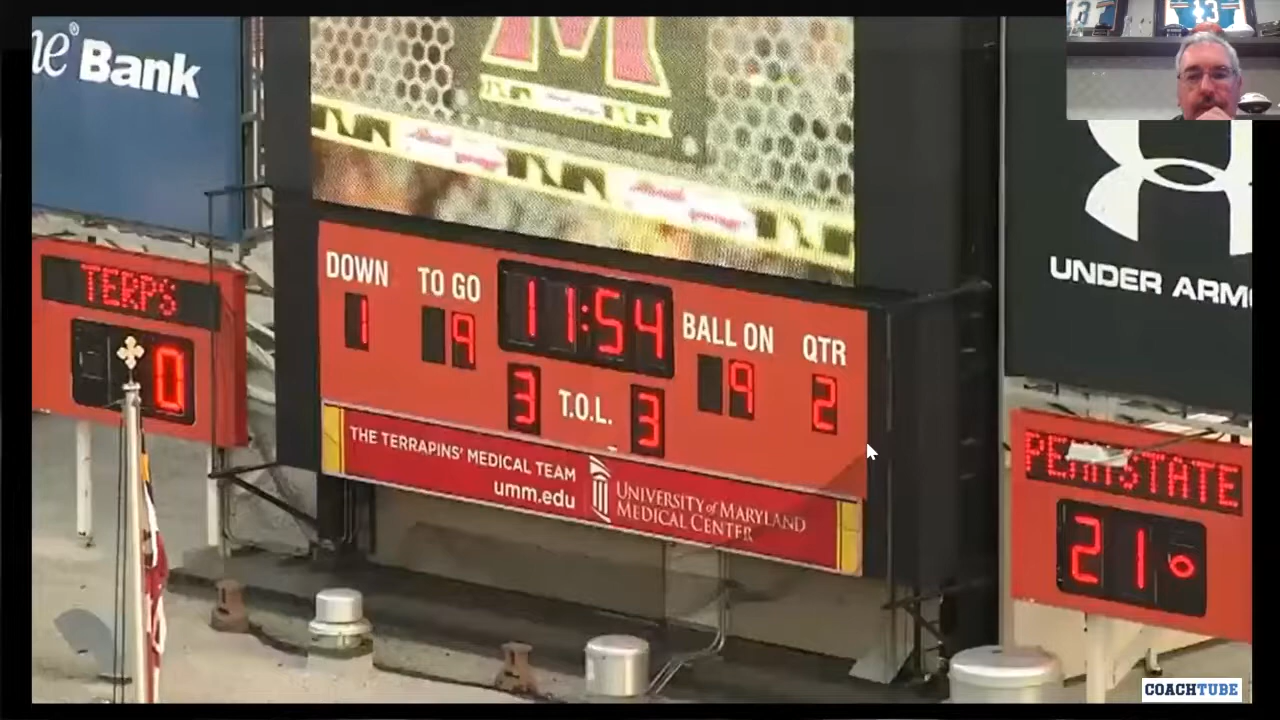 Bank
13
M
TERPS
0
DOWN
1
TO GO
9
11:54
BALL ON
9
QTR
2
3
T.O.L.
3
THE TERRAPINS' MEDICAL TEAM
umm.edu
UNIVERSITY of MARYLAND
MEDICAL CENTER
UNDER ARM
PENN STATE
21
COACHTUBE